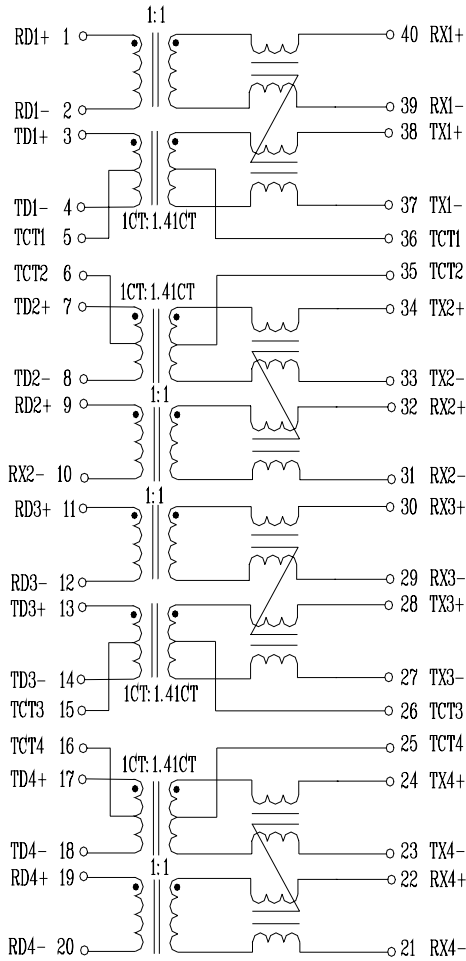 1:1
RD1+ 1 40 RX1+
RD1- 2 39 RX1-
TD1+ 3 38 TX1+
TD1- 4 37 TX1-
1CT:1.41CT
TCT1 5 36 TCT1
TCT2 6 35 TCT2
1CT:1.41CT
TD2+ 7 34 TX2+
TD2- 8 33 TX2-
1:1
RD2+ 9 32 RX2+
RX2- 10 31 RX2-
1:1
RD3+ 11 30 RX3+
RD3- 12 29 RX3-
TD3+ 13 28 TX3+
TD3- 14 27 TX3-
1CT:1.41CT
TCT3 15 26 TCT3
TCT4 16 25 TCT4
1CT:1.41CT
TD4+ 17 24 TX4+
TD4- 18 23 TX4-
1:1
RD4+ 19 22 RX4+
RD4- 20 21 RX4-